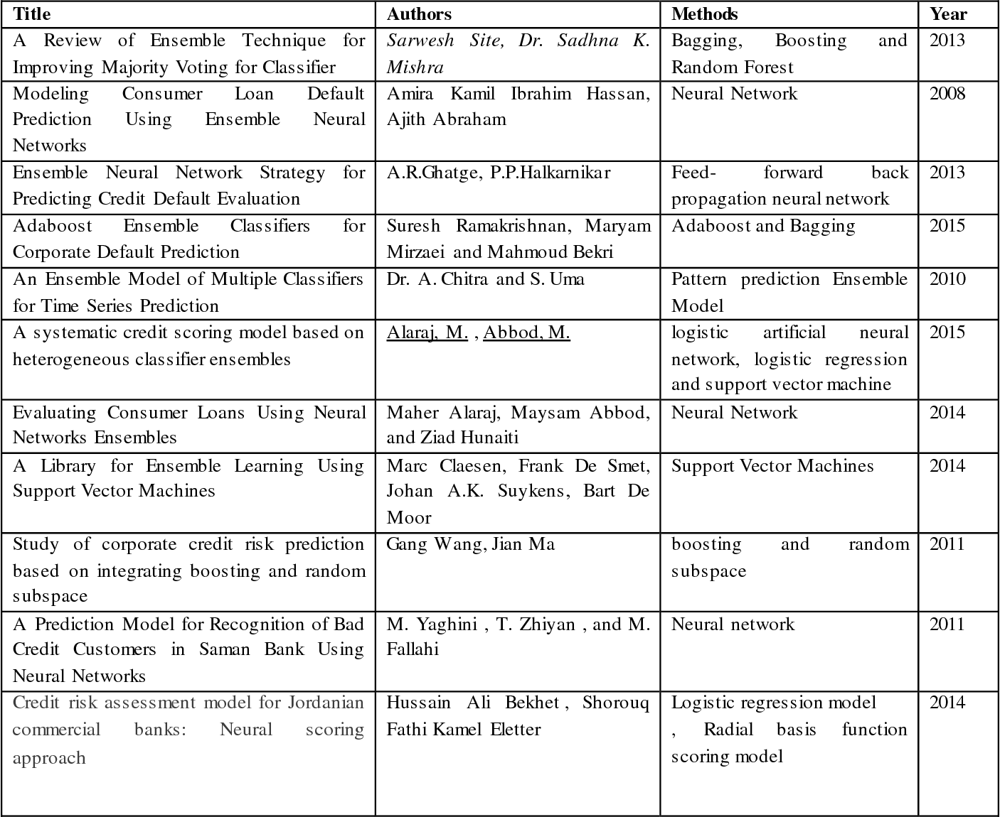 Title Authors Methods Year
A Review of Ensemble Technique for
Improving Majority Voting for Classifier
Sarwesh Site, Dr. Sadhna K.
Mishra
Bagging, Boosting and
Random Forest
2013
Modeling Consumer Loan Default
Prediction Using Ensemble Neural
Networks
Amira Kamil Ibrahim Hassan,
Ajith Abraham
Neural Network
2008
Ensemble Neural Network Strategy for
Predicting Credit Default Evaluation
A.R.Ghatge, P.P.Halkarnikar
Feed- forward back
propagation neural network
2013
Adaboost Ensemble Classifiers for
Corporate Default Prediction
Suresh Ramakrishnan, Maryam
Mirzaei and Mahmoud Bekri
Adaboost and Bagging
2015
An Ensemble Model of Multiple Classifiers
for Time Series Prediction
Dr. A. Chitra and S. Uma
Pattern prediction Ensemble
Model
2010
A systematic credit scoring model based on
heterogeneous classifier ensembles
Alaraj, M. , Abbod, M.
logistic artificial neural
network, logistic regression
and support vector machine
2015
Evaluating Consumer Loans Using Neural
Networks Ensembles
Maher Alaraj, Maysam Abbod,
and Ziad Hunaiti
Neural Network
2014
A Library for Ensemble Learning Using
Support Vector Machines
Marc Claesen, Frank De Smet,
Johan A.K. Suykens, Bart De
Moor
Support Vector Machines
2014
Study of corporate credit risk prediction
based on integrating boosting and random
subspace
Gang Wang, Jian Ma
boosting and random
subspace
2011
A Prediction Model for Recognition of Bad
Credit Customers in Saman Bank Using
Neural Networks
M. Yaghini , T. Zhiyan , and M.
Fallahi
Neural network
2011
Credit risk assessment model for Jordanian
commercial banks: Neural scoring
approach
Hussain Ali Bekhet , Shorouq
Fathi Kamel Eletter
Logistic regression model
, Radial basis function
scoring model
2014